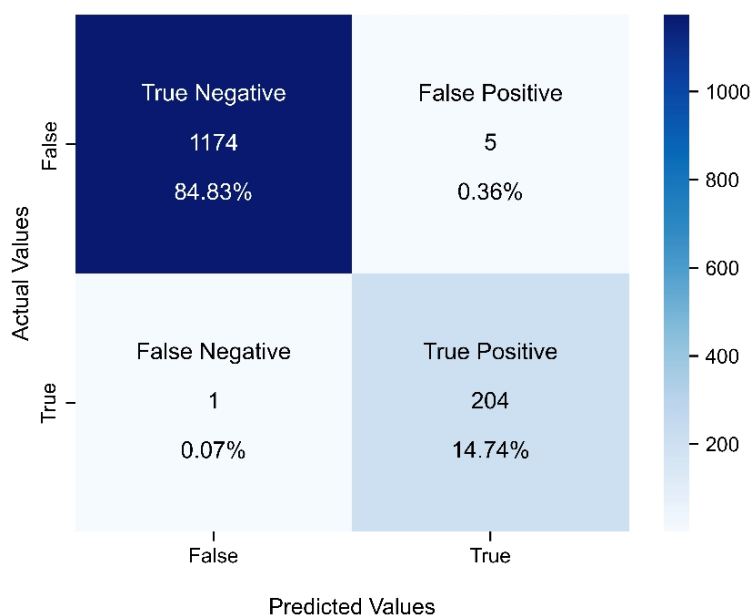 True Negative
1174
84.83%
False Positive
5
0.36%
False Negative
1
0.07%
True Positive
204
14.74%
False
True
Actual Values
False
True
Predicted Values
1000
800
600
400
200